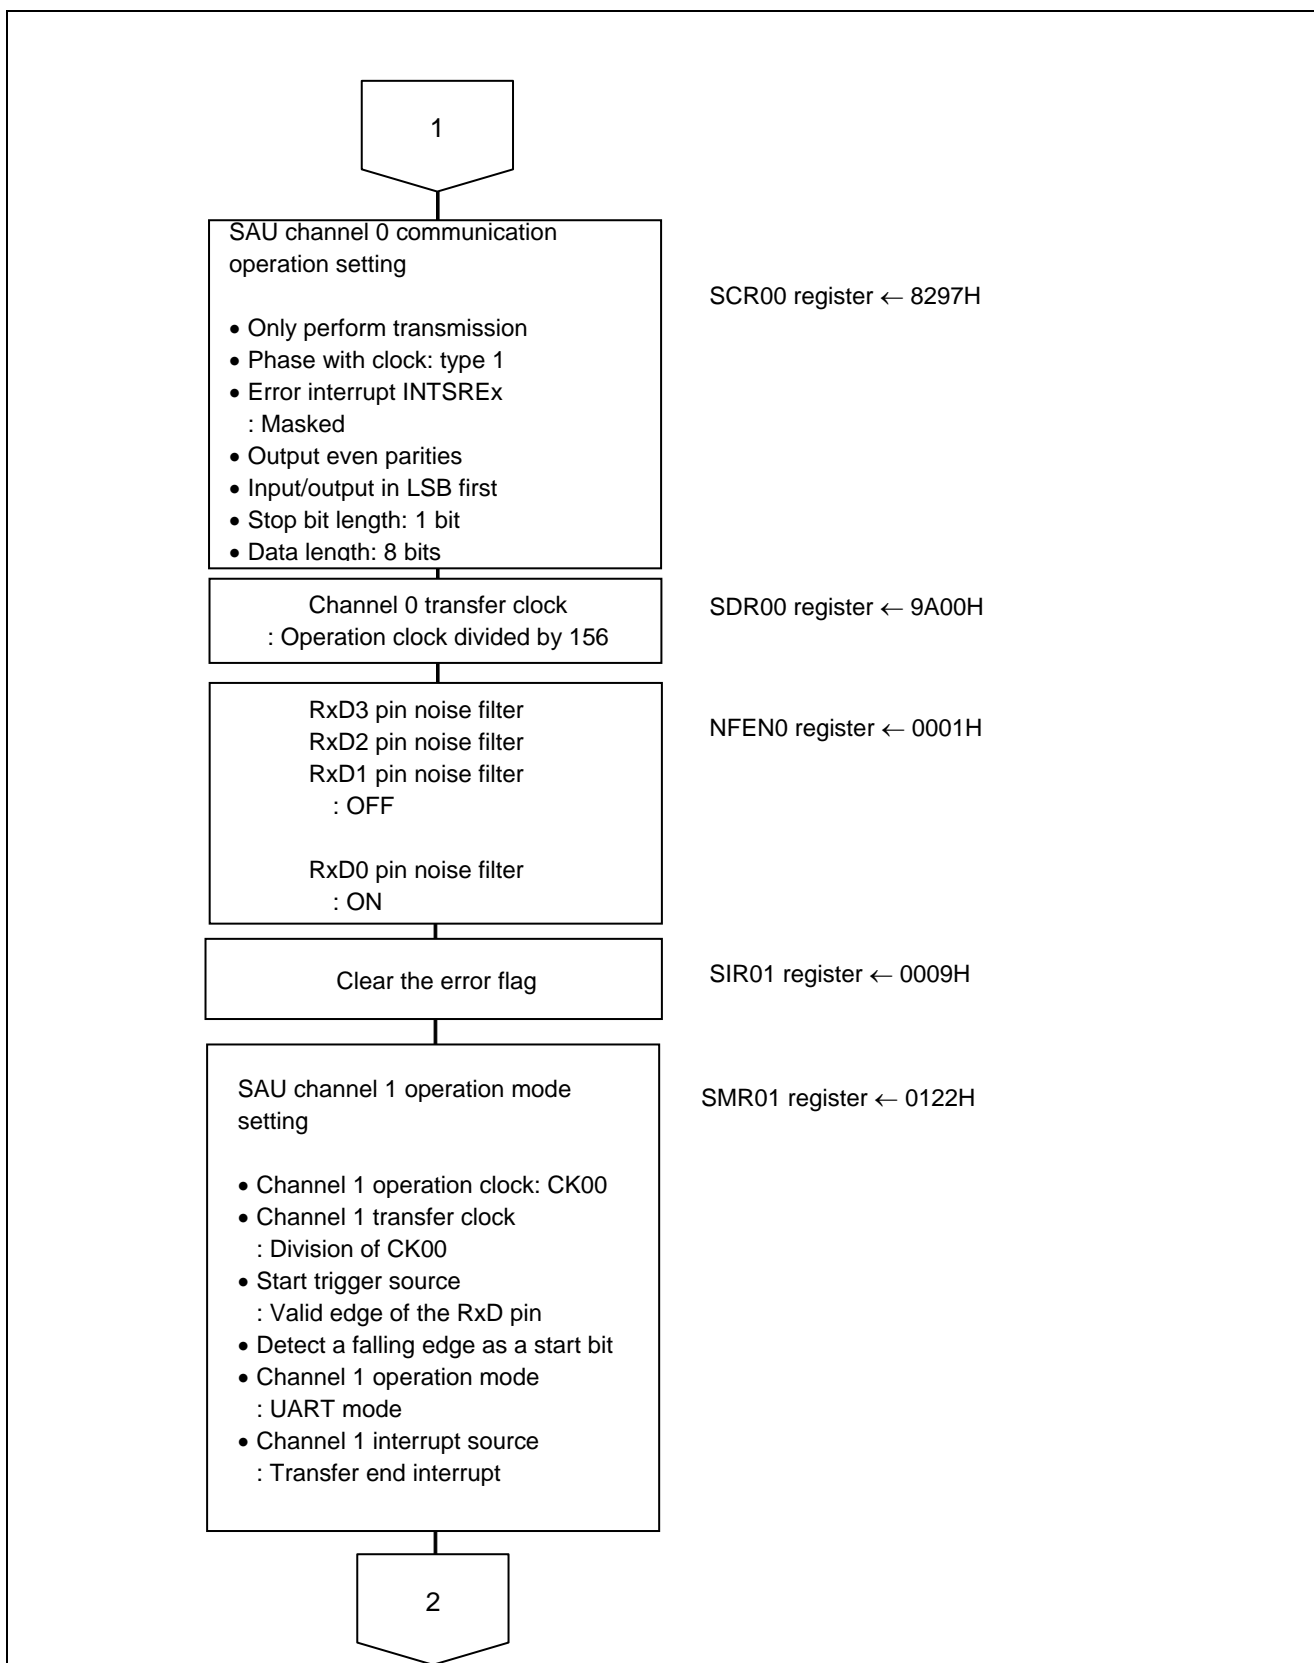 1
SAU channel 0 communication
operation setting
SCR00 register ← 8297H
• Only perform transmission
• Phase with clock: type 1
• Error interrupt INTSREx
: Masked
• Output even parities
• Input/output in LSB first
• Stop bit length: 1 bit
• Data length: 8 bits
Channel 0 transfer clock
: Operation clock divided by 156
SDR00 register ← 9A00H
RxD3 pin noise filter
RxD2 pin noise filter
RxD1 pin noise filter
: OFF
RxD0 pin noise filter
: ON
NFEN0 register ← 0001H
Clear the error flag
SIR01 register ← 0009H
SAU channel 1 operation mode
setting
SMR01 register ← 0122H
• Channel 1 operation clock: CK00
• Channel 1 transfer clock
: Division of CK00
• Start trigger source
: Valid edge of the RxD pin
• Detect a falling edge as a start bit
• Channel 1 operation mode
: UART mode
• Channel 1 interrupt source
: Transfer end interrupt
2